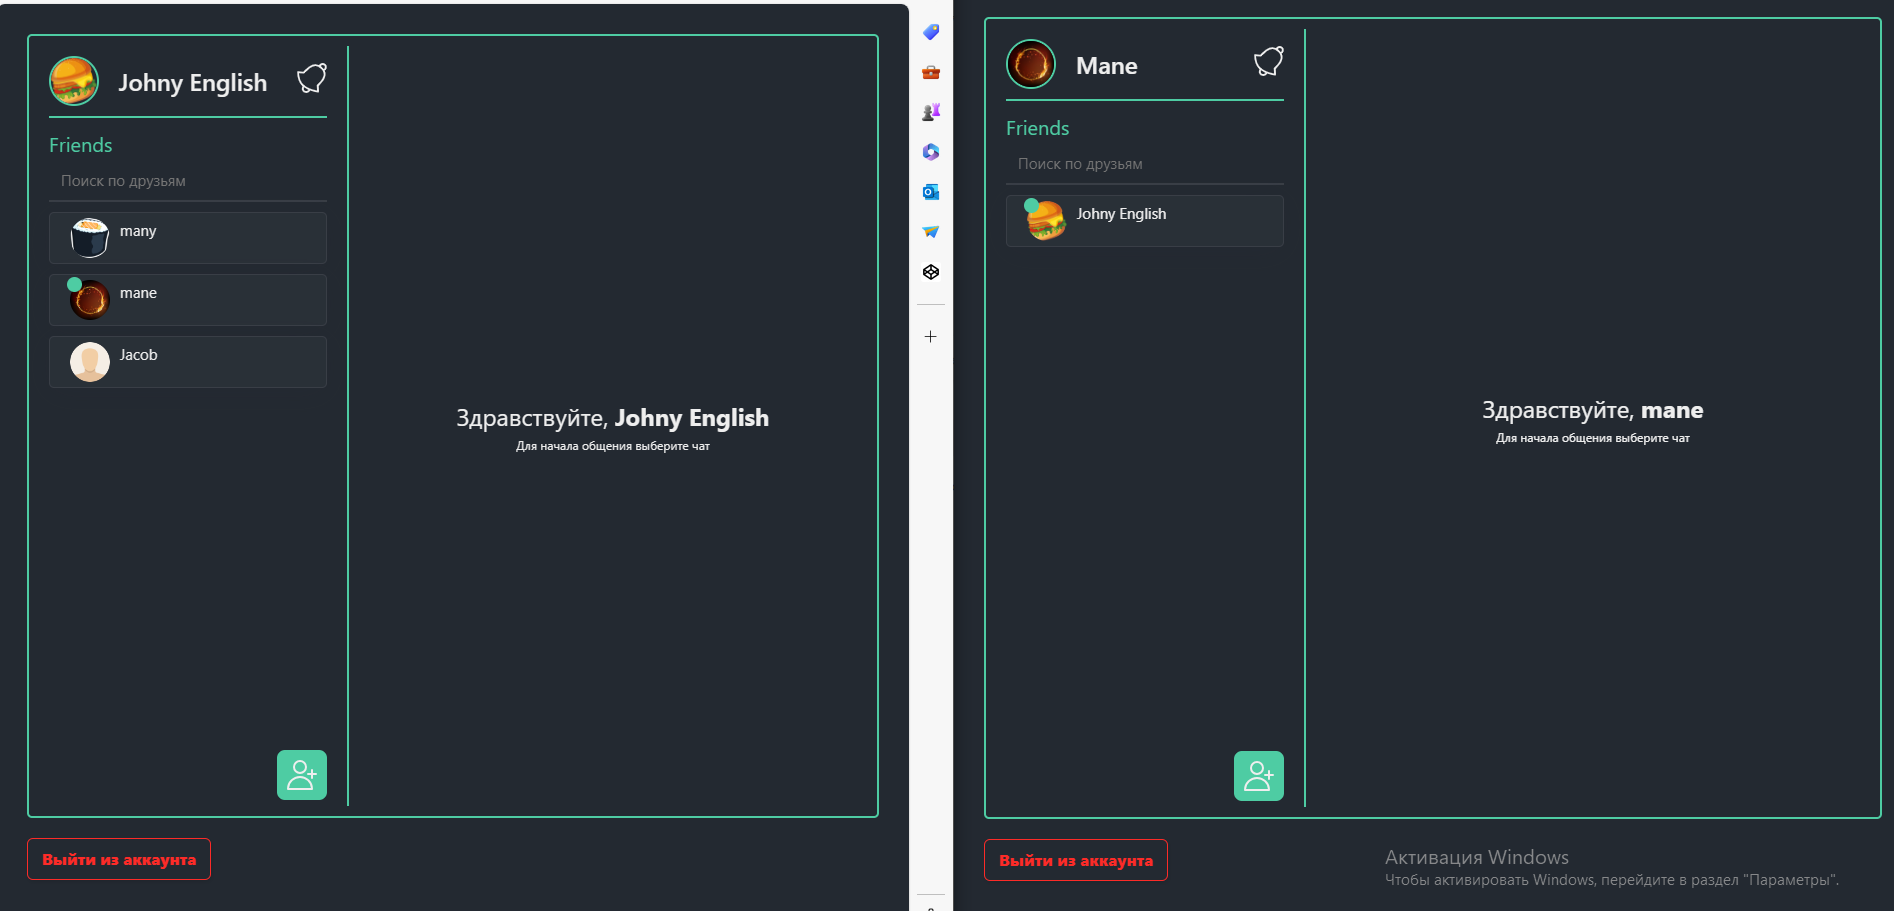 Johny English
Friends
Поиск по друзьям
many
mane
Jacob
Здравствуйте, Johny English
Для начала общения выберите чат
Выйти из аккаунта
Mane
Friends
Поиск по друзьям
Johny English
Здравствуйте, mane
Для начала общения выберите чат
Выйти из аккаунта
Активация Windows
Чтобы активировать Windows, перейдите в раздел "Параметры".